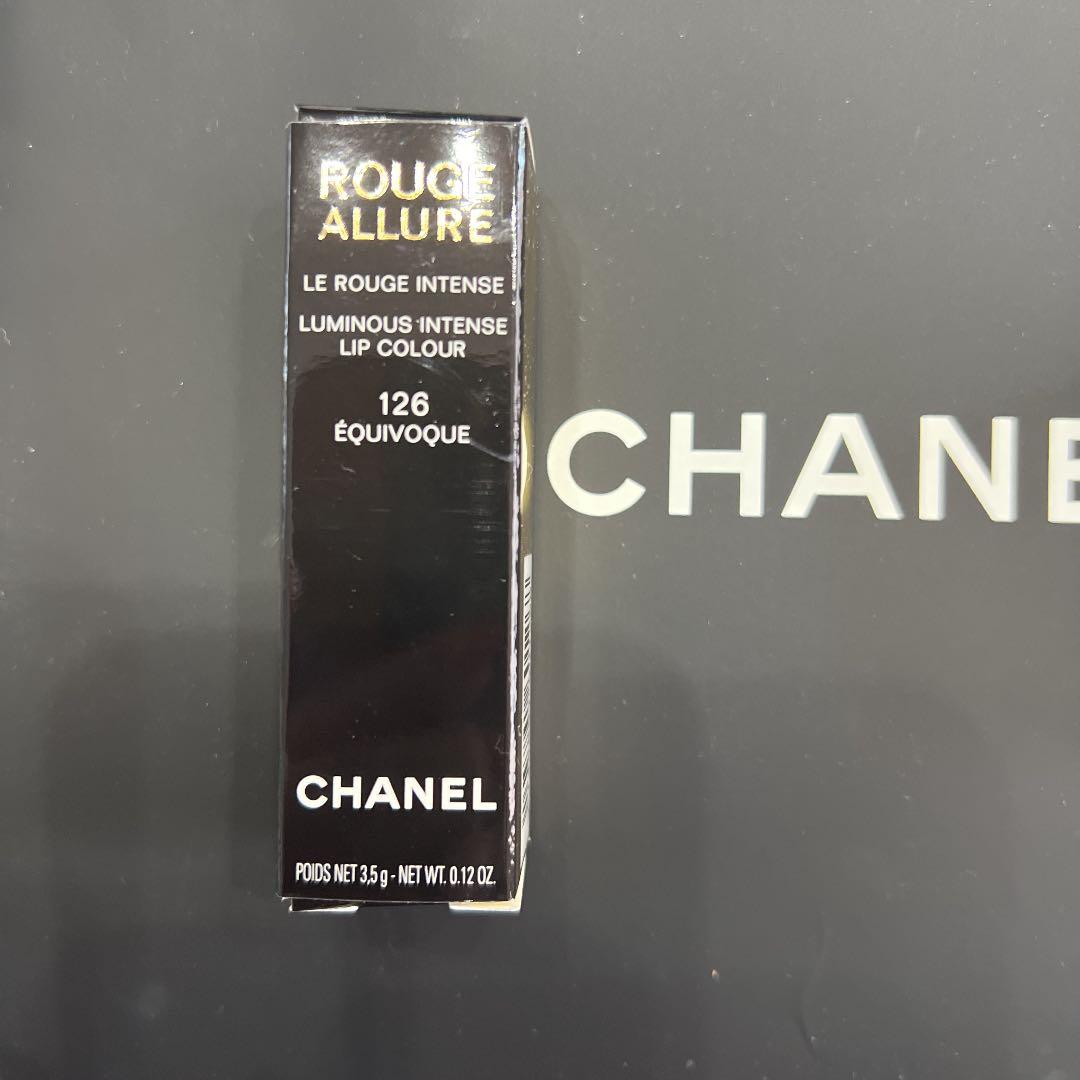 ROUGE
ALLURE
LE ROUGE INTENSE
LUMINOUS INTENSE
LIP COLOUR
126
ÉQUIVOQUE
CHANEL
POIDS NET 3,5 g - NET WT. 0.12 OZ.
CHANE